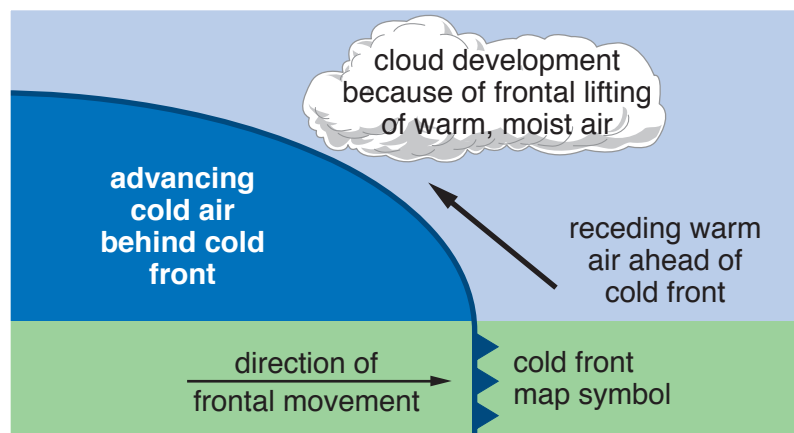 cloud development
because of frontal lifting
of warm, moist air
advancing
cold air
behind cold
front
receding warm
air ahead of
cold front
direction of
frontal movement
cold front
map symbol